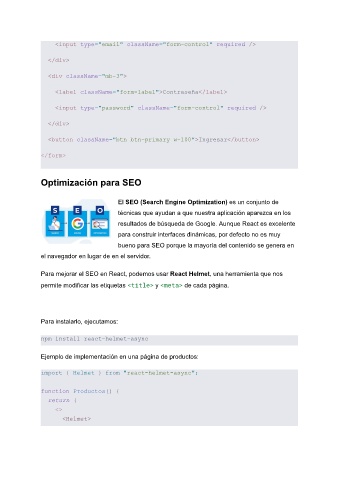 <input type="email" className="form-control" required />
</div>
<div className="mb-3">
<label className="form-label">Contraseña</label>
<input type="password" className="form-control" required />
</div>
<button className="btn btn-primary w-100">Ingresar</button>
</form>
Optimización para SEO
S E O
El SEO (Search Engine Optimization) es un conjunto de
técnicas que ayudan a que nuestra aplicación aparezca en los
resultados de búsqueda de Google. Aunque React es excelente
para construir interfaces dinámicas, por defecto no es muy
bueno para SEO porque la mayoría del contenido se genera en
el navegador en lugar de en el servidor.
Para mejorar el SEO en React, podemos usar React Helmet, una herramienta que nos
permite modificar las etiquetas <title> y <meta> de cada página.
Para instalarlo, ejecutamos:
npm install react-helmet-async
Ejemplo de implementación en una página de productos:
import { Helmet } from "react-helmet-async";
function Productos() {
return (
<>
<Helmet>